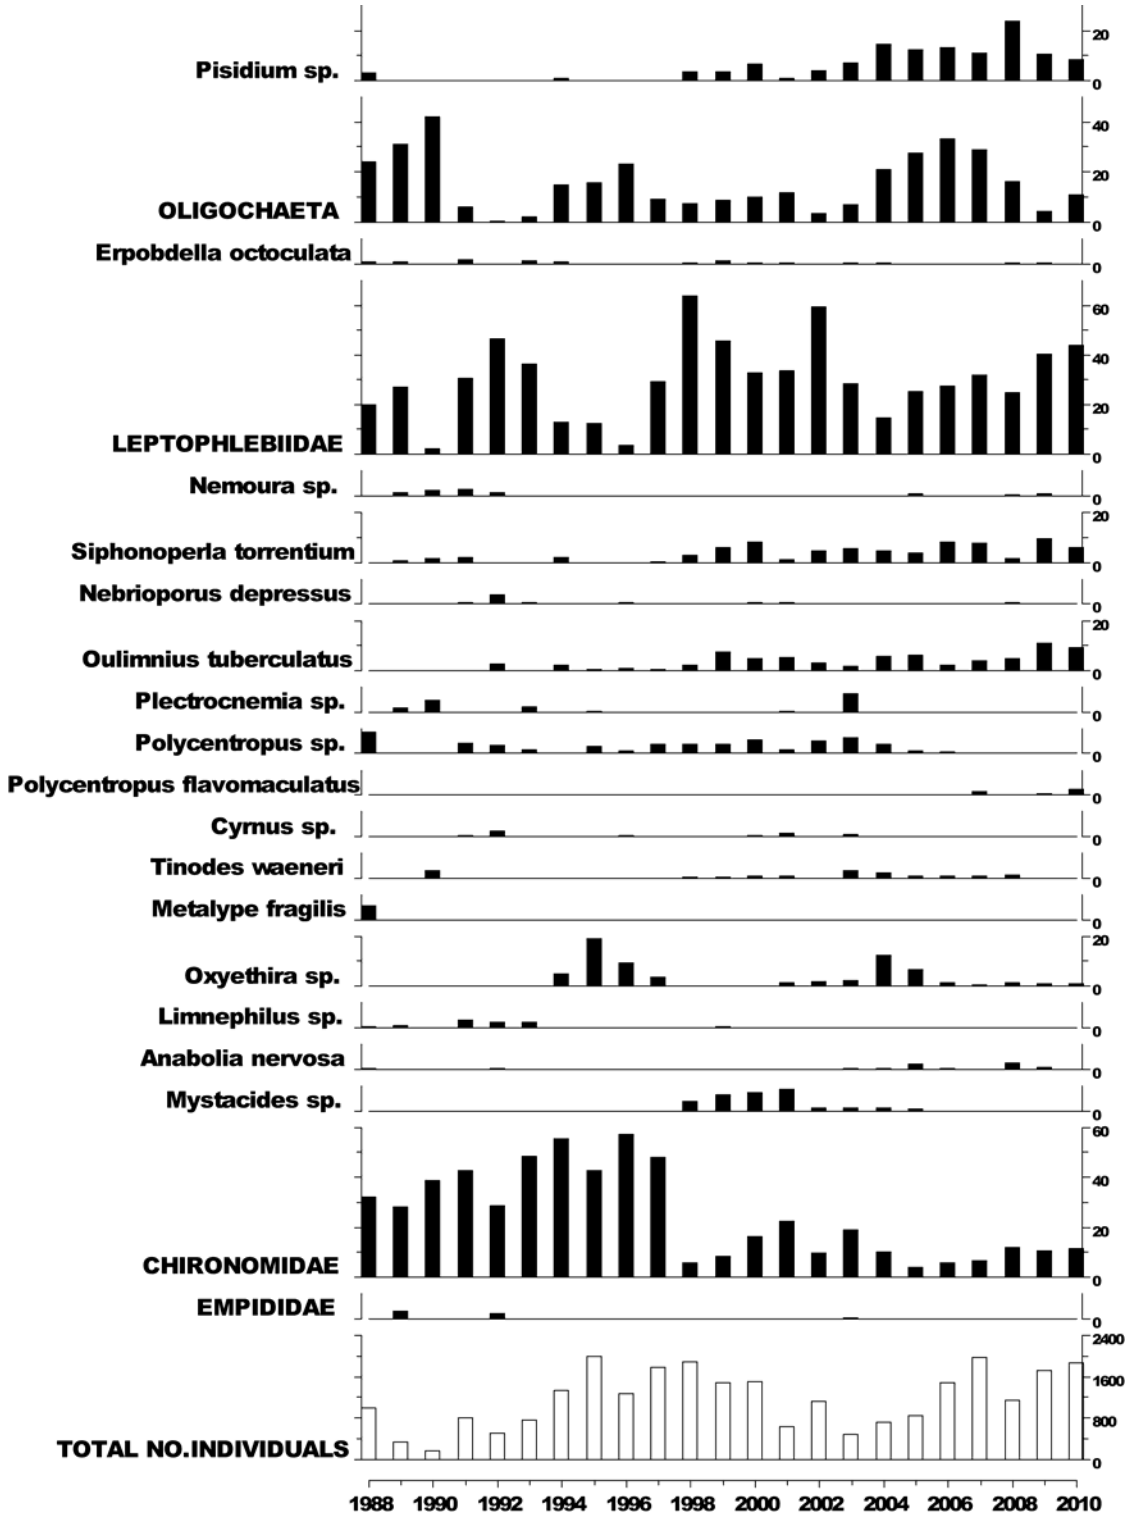 20
Pisidium sp.
0
40
20
OLIGOCHAETA
0
Erpobdella octoculata
0
60
40
20
LEPTOPHLEBIIDAE
0
Nemoura sp.
0
20
Siphonoperla torrentium
0
Nebrioporus depressus
0
20
Oulimnius tuberculatus
0
Plectrocnemia sp.
0
Polycentropus sp.
0
Polycentropus flavomaculatus
0
Cyrnus sp.
0
Tinodes waeneri
0
Metalype fragilis
0
20
Oxyethira sp.
0
Limnephilus sp.
0
Anabolia nervosa
0
Mystacides sp.
0
60
40
20
CHIRONOMIDAE
0
EMPIDIDAE
0
2400
1600
800
TOTAL NO.INDIVIDUALS
0
1988 1990 1992 1994 1996 1998 2000 2002 2004 2006 2008 2010